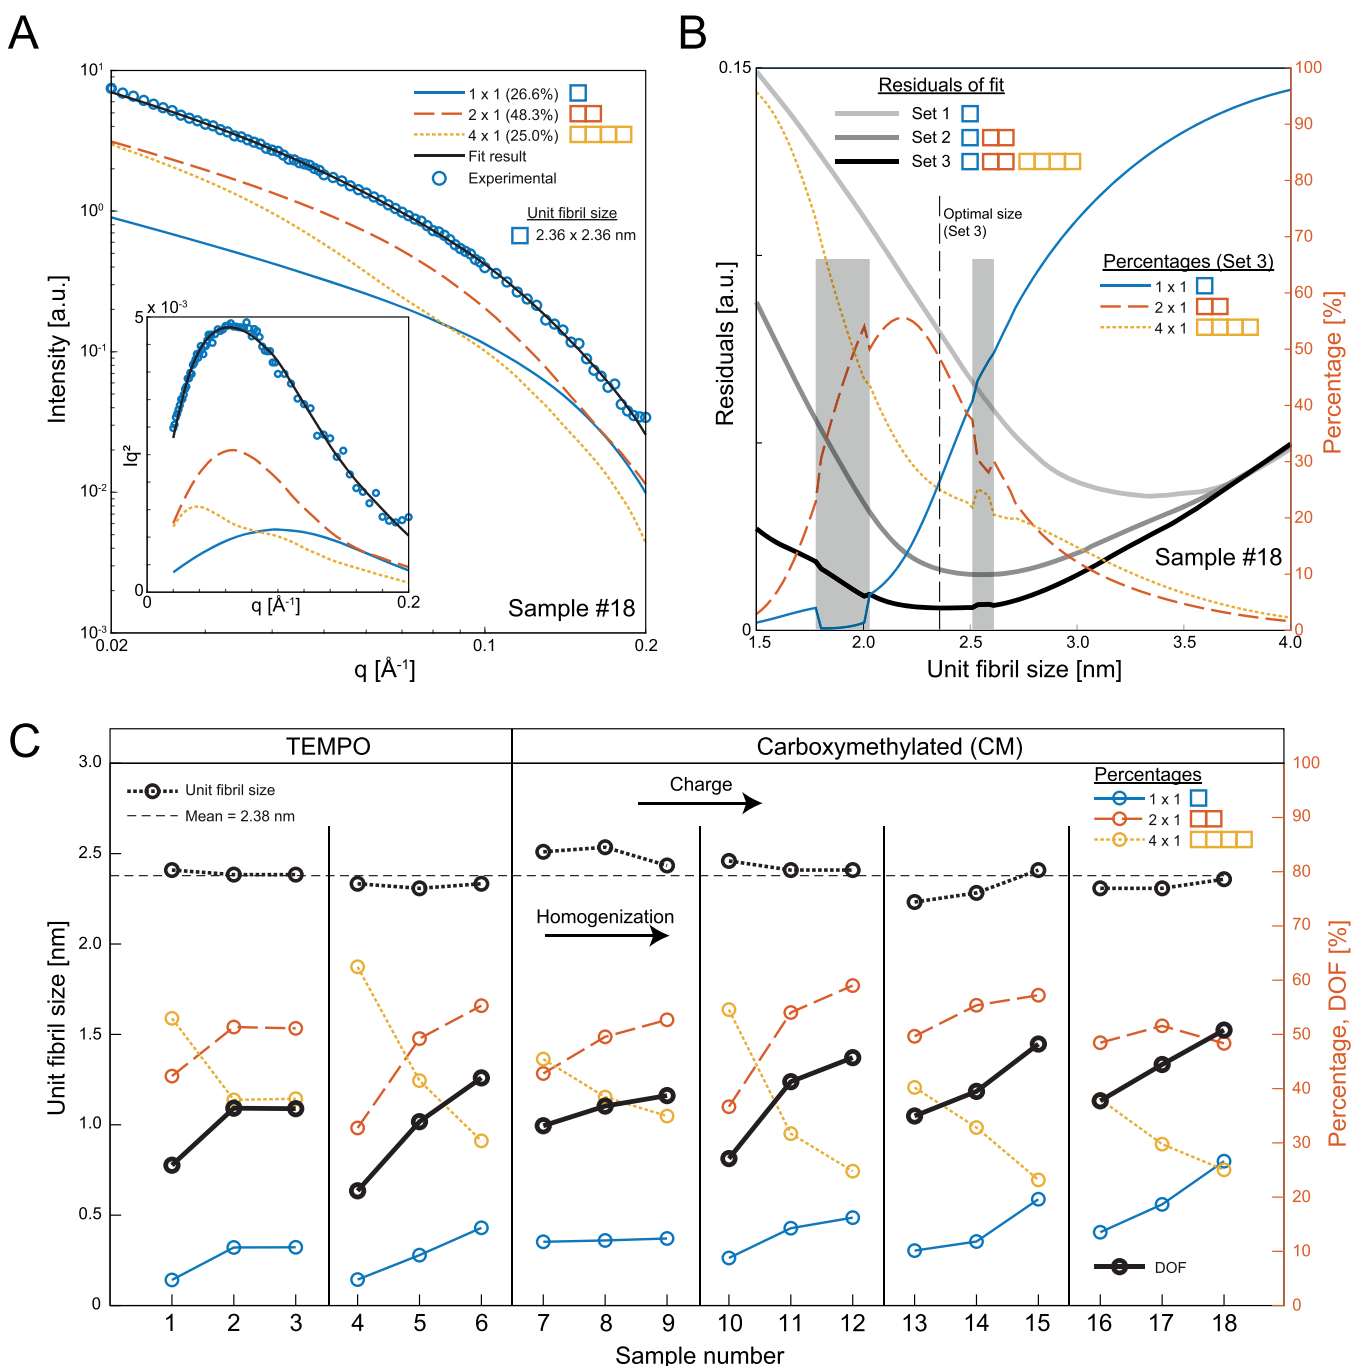 A
10^1
10^0
10^-1
10^-2
10^-3
Intensity [a.u.]
1 x 1 (26.6%)
2 x 1 (48.3%)
4 x 1 (25.0%)
Fit result
Experimental
Unit fibril size
2.36 x 2.36 nm
5 x 10^-3
Iq^2
0
0 q [Å^-1] 0.2
Sample #18
0.02 0.1 0.2
q [Å^-1]
B
0.15
0
Residuals [a.u.]
Residuals of fit
Set 1
Set 2
Set 3
Optimal size
(Set 3)
Percentages (Set 3)
1 x 1
2 x 1
4 x 1
Sample #18
100
90
80
70
60
50
40
30
20
10
0
Percentage [%]
1.5 2.0 2.5 3.0 3.5 4.0
Unit fibril size [nm]
C
TEMPO Carboxymethylated (CM)
3.0
2.5
2.0
1.5
1.0
0.5
0
Unit fibril size [nm]
Unit fibril size
Mean = 2.38 nm
Charge
Homogenization
Percentages
1 x 1
2 x 1
4 x 1
DOF
100
90
80
70
60
50
40
30
20
10
0
Percentage, DOF [%]
1 2 3 4 5 6 7 8 9 10 11 12 13 14 15 16 17 18
Sample number